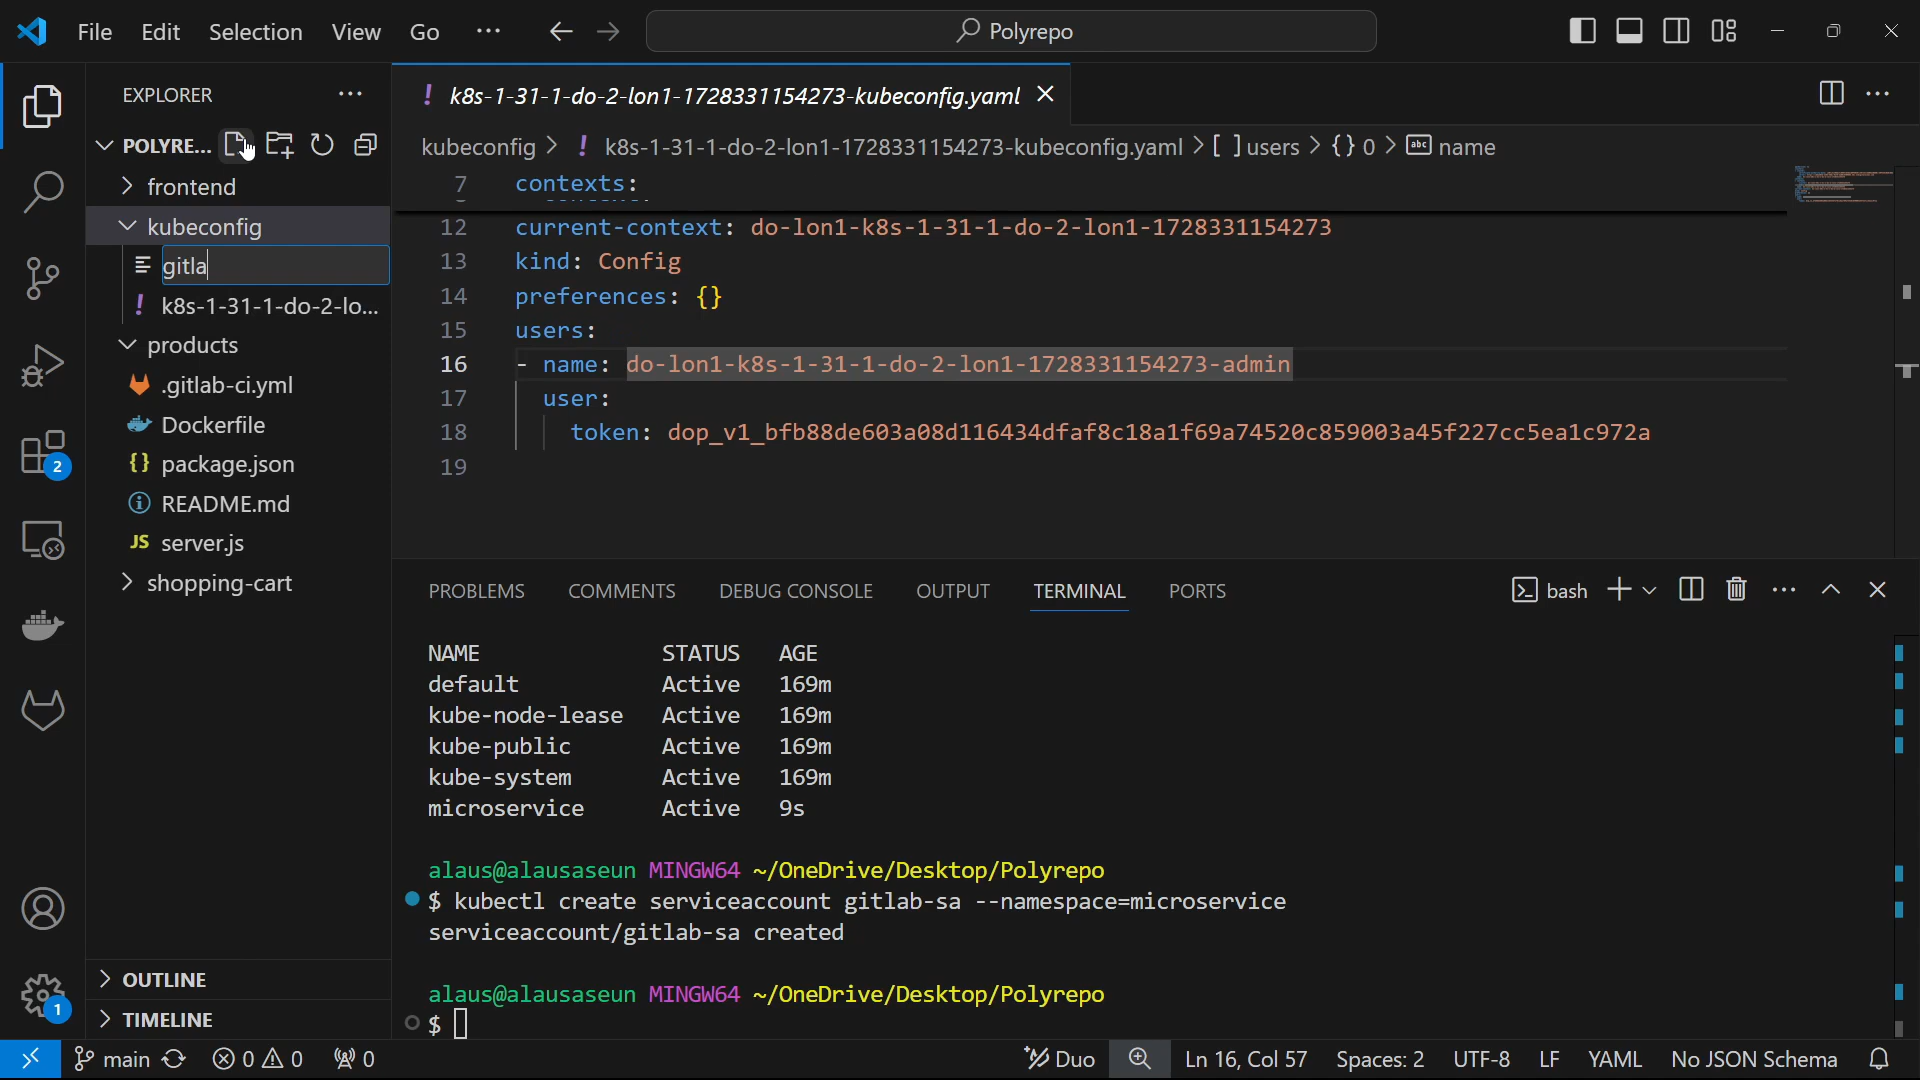 File Edit Selection View Go ··· Polyrepo
EXPLORER ···
POLYRE...
frontend
kubeconfig
gitla
k8s-1-31-1-do-2-lo...
products
.gitlab-ci.yml
Dockerfile
package.json
README.md
JS server.js
shopping-cart
OUTLINE
TIMELINE
2
1
! k8s-1-31-1-do-2-lon1-1728331154273-kubeconfig.yaml
kubeconfig > ! k8s-1-31-1-do-2-lon1-1728331154273-kubeconfig.yaml > [ ] users > {} 0 > abc name
7 contexts:
12 current-context: do-lon1-k8s-1-31-1-do-2-lon1-1728331154273
13 kind: Config
14 preferences: {}
15 users:
16 - name: do-lon1-k8s-1-31-1-do-2-lon1-1728331154273-admin
17 user:
18 token: dop_v1_bfb88de603a08d116434dfaf8c18a1f69a74520c859003a45f227cc5ea1c972a
19
PROBLEMS COMMENTS DEBUG CONSOLE OUTPUT TERMINAL PORTS bash
NAME STATUS AGE
default Active 169m
kube-node-lease Active 169m
kube-public Active 169m
kube-system Active 169m
microservice Active 9s
alaus@alausaseun MINGW64 ~/OneDrive/Desktop/Polyrepo
$ kubectl create serviceaccount gitlab-sa --namespace=microservice
serviceaccount/gitlab-sa created
alaus@alausaseun MINGW64 ~/OneDrive/Desktop/Polyrepo
$
main 0 0 0 Duo Ln 16, Col 57 Spaces: 2 UTF-8 LF YAML No JSON Schema